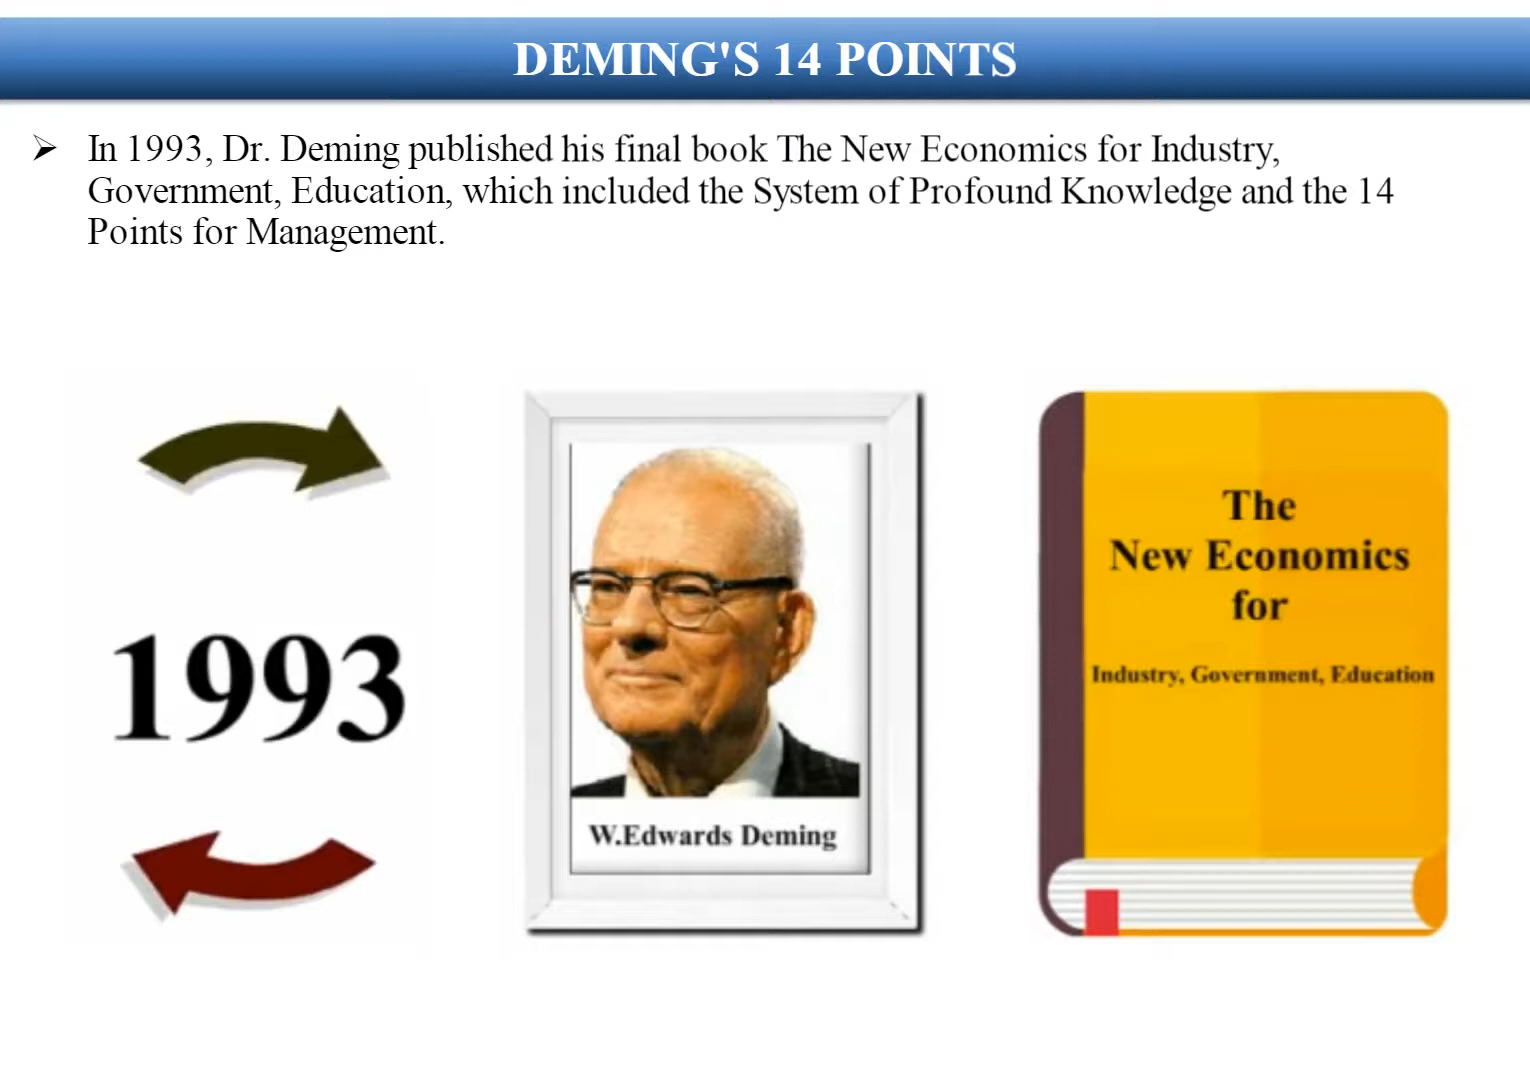 DEMING'S 14 POINTS
In 1993, Dr. Deming published his final book The New Economics for Industry,
Government, Education, which included the System of Profound Knowledge and the 14
Points for Management.
1993
W.Edwards Deming
The
New Economics
for
Industry, Government, Education